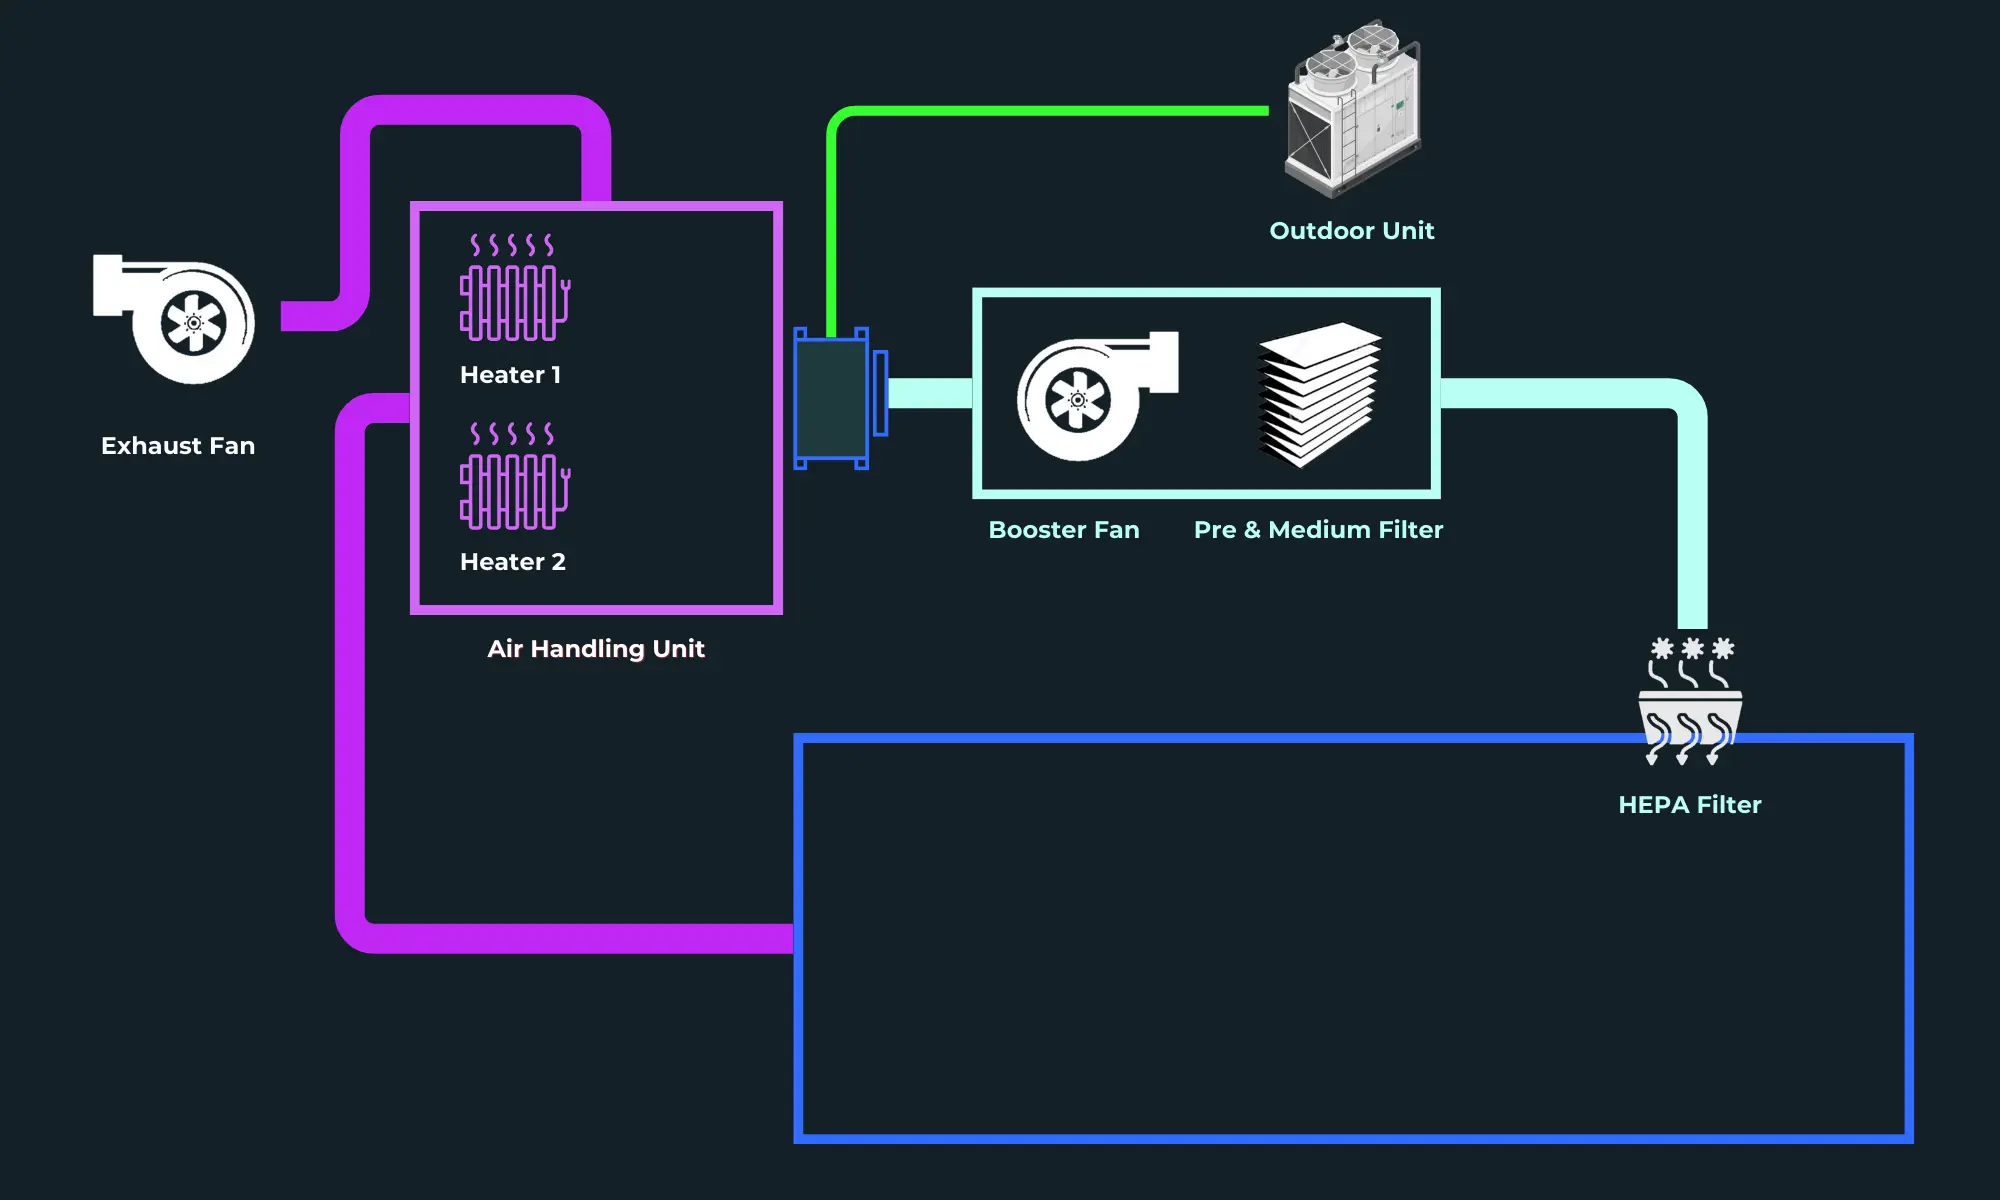 Outdoor Unit
Exhaust Fan
Heater 1
Heater 2
Air Handling Unit
Booster Fan
Pre & Medium Filter
HEPA Filter